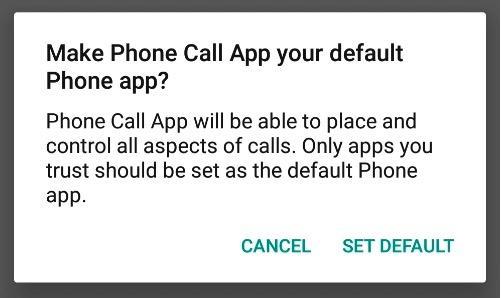 Make Phone Call App your default
Phone app?
Phone Call App will be able to place and
control all aspects of calls. Only apps you
trust should be set as the default Phone
app.
CANCEL SET DEFAULT